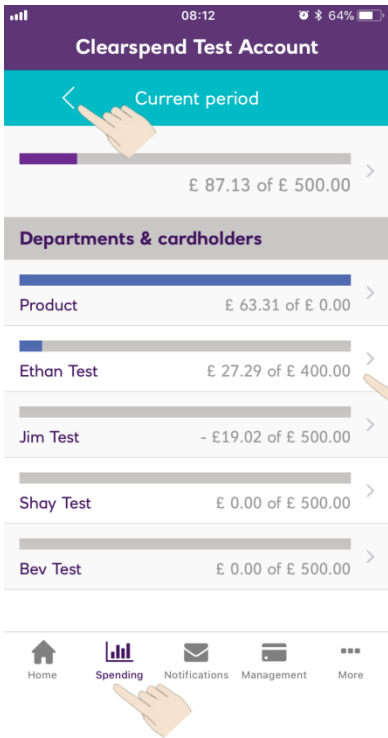 08:12
64%
Clearspend Test Account
Current period
£ 87.13 of £ 500.00
Departments & cardholders
Product £ 63.31 of £ 0.00
Ethan Test £ 27.29 of £ 400.00
Jim Test - £19.02 of £ 500.00
Shay Test £ 0.00 of £ 500.00
Bev Test £ 0.00 of £ 500.00
Home Spending Notifications Management More